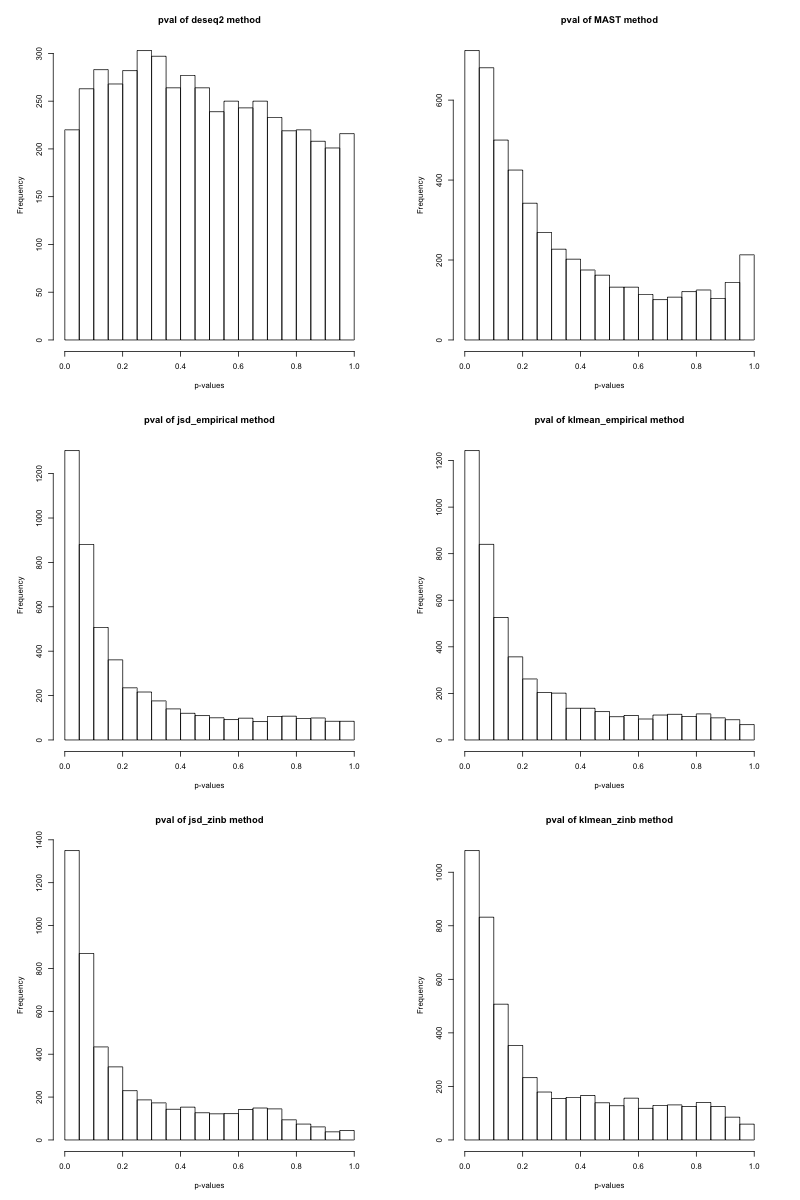 pval of deseq2 method
Frequency
0 50 100 150 200 250 300
0.0 0.2 0.4 0.6 0.8 1.0
p-values
pval of MAST method
Frequency
0 200 400 600
0.0 0.2 0.4 0.6 0.8 1.0
p-values
pval of jsd_empirical method
Frequency
0 200 400 600 800 1000 1200
0.0 0.2 0.4 0.6 0.8 1.0
p-values
pval of klmean_empirical method
Frequency
0 200 400 600 800 1000 1200
0.0 0.2 0.4 0.6 0.8 1.0
p-values
pval of jsd_zinb method
Frequency
0 200 400 600 800 1000 1200 1400
0.0 0.2 0.4 0.6 0.8 1.0
p-values
pval of klmean_zinb method
Frequency
0 200 400 600 800 1000
0.0 0.2 0.4 0.6 0.8 1.0
p-values